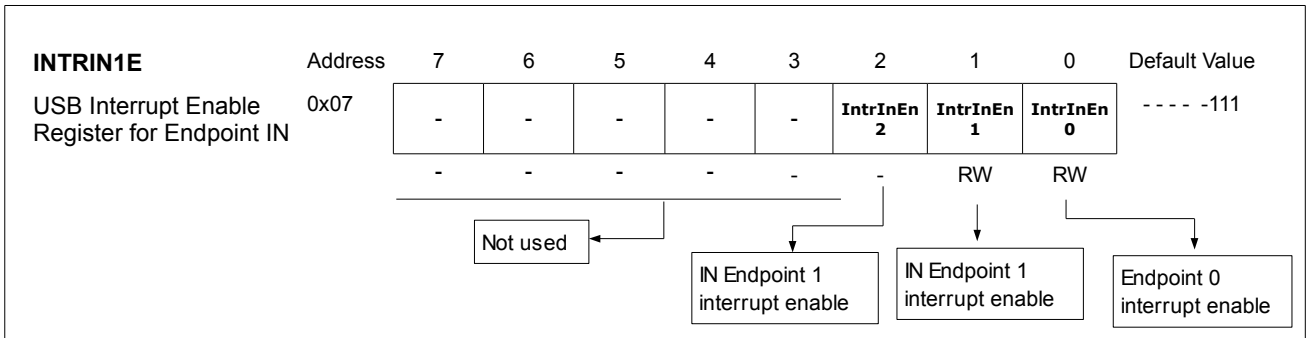 INTRIN1E Address 7 6 5 4 3 2 1 0 Default Value
USB Interrupt Enable 0x07 - - - - - IntrInEn IntrInEn IntrInEn - - - - -111
Register for Endpoint IN 2 1 0
- - - - - - RW RW
Not used
IN Endpoint 1
interrupt enable
IN Endpoint 1
interrupt enable
Endpoint 0
interrupt enable